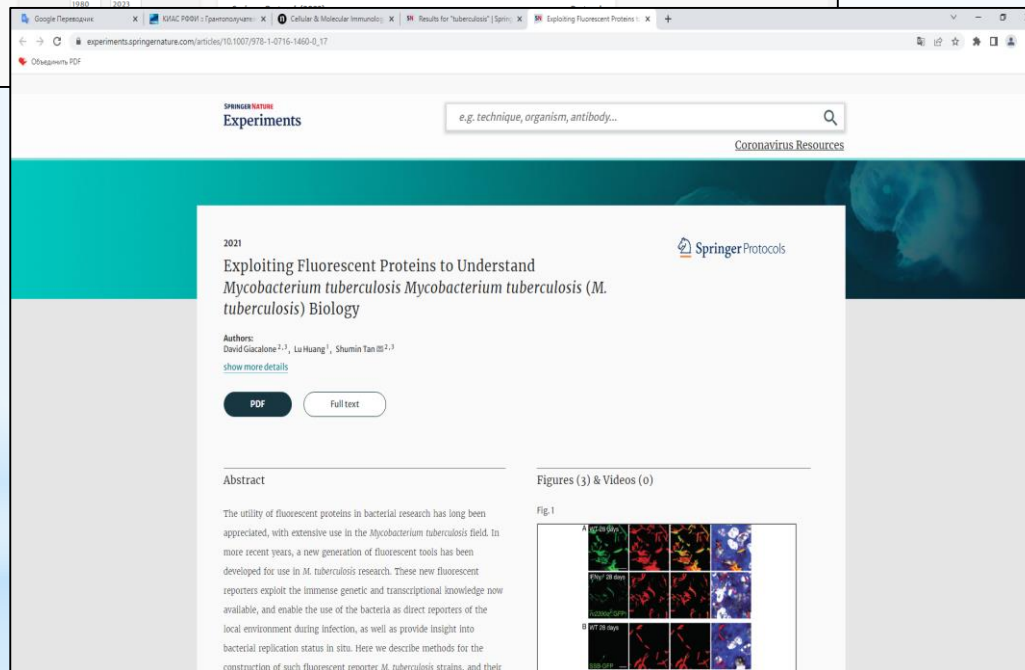 1980 2023
Google Переводчик
КИАС РФФИ :: Грантополучате
Cellular & Molecular Immunolog
Results for "tuberculosis" | Spring
Exploiting Fluorescent Proteins t
experiments.springernature.com/articles/10.1007/978-1-0716-1460-0_17
Объединить PDF
SPRINGER NATURE
Experiments
e.g. technique, organism, antibody...
Coronavirus Resources
2021
Springer Protocols
Exploiting Fluorescent Proteins to Understand
Mycobacterium tuberculosis Mycobacterium tuberculosis (M.
tuberculosis) Biology
Authors:
David Giacalone 2,3, Lu Huang 1, Shumin Tan 2,3
show more details
PDF
Full text
Abstract
The utility of fluorescent proteins in bacterial research has long been
appreciated, with extensive use in the Mycobacterium tuberculosis field. In
more recent years, a new generation of fluorescent tools has been
developed for use in M. tuberculosis research. These new fluorescent
reporters exploit the immense genetic and transcriptional knowledge now
available, and enable the use of the bacteria as direct reporters of the
local environment during infection, as well as provide insight into
bacterial replication status in situ. Here we describe methods for the
construction of such fluorescent reporter M. tuberculosis strains, and their
Figures (3) & Videos (0)
Fig. 1
A WT 28 days
28 days
B WT 28 days
SSB-GFP